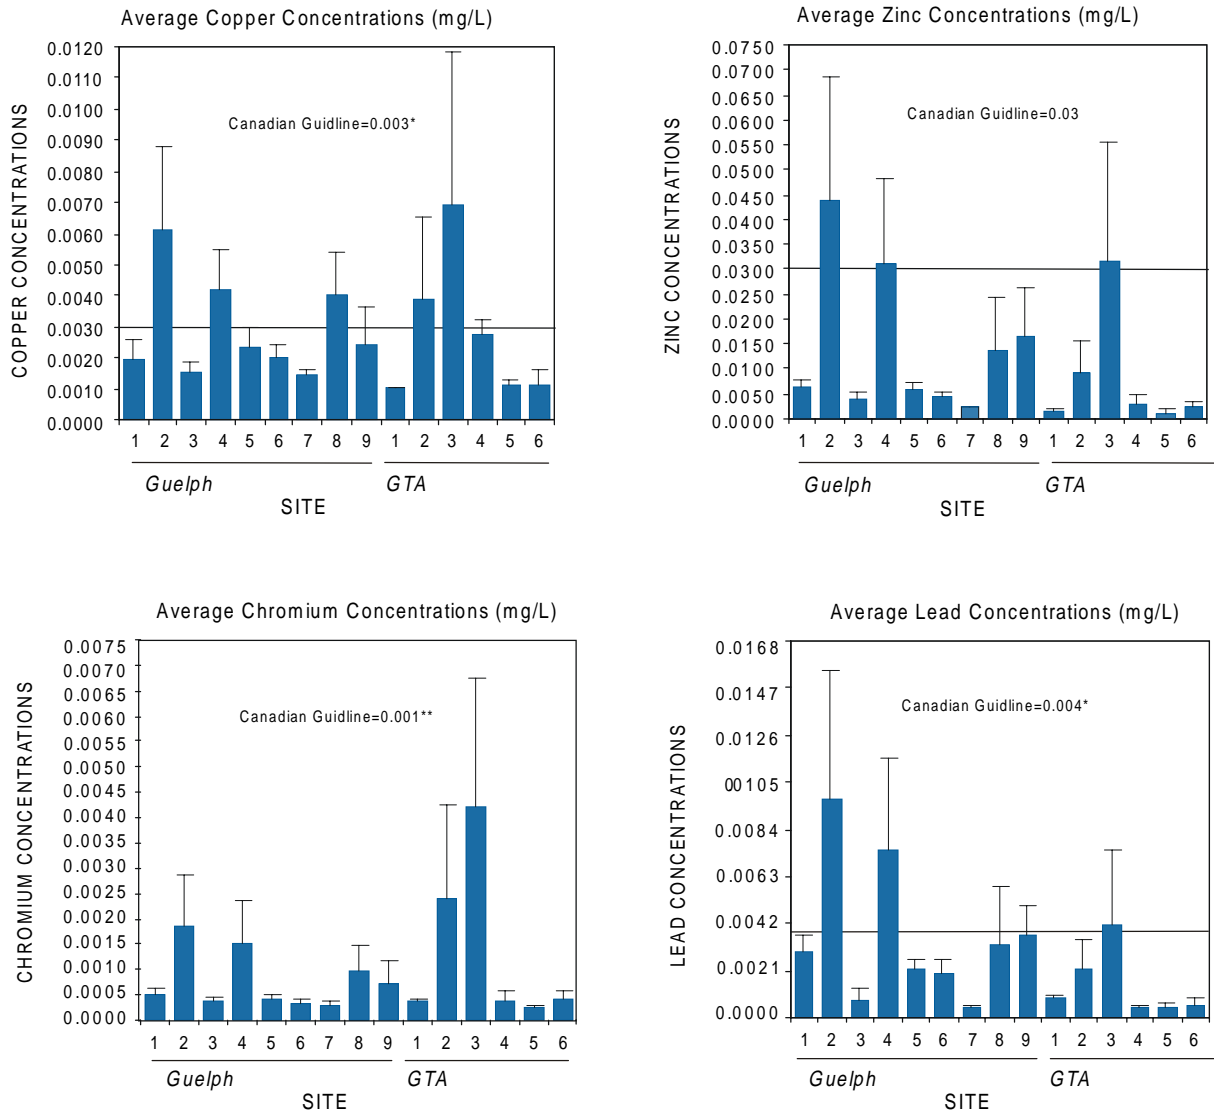 Average Copper Concentrations (mg/L)
COPPER CONCENTRATIONS
0.0120
0.0110
0.0100
0.0090
0.0080
0.0070
0.0060
0.0050
0.0040
0.0030
0.0020
0.0010
0.0000
Canadian Guidline=0.003*
1 2 3 4 5 6 7 8 9 1 2 3 4 5 6
Guelph GTA
SITE
Average Zinc Concentrations (mg/L)
ZINC CONCENTRATIONS
0.0750
0.0700
0.0650
0.0600
0.0550
0.0500
0.0450
0.0400
0.0350
0.0300
0.0250
0.0200
0.0150
0.0100
0.0050
0.0000
Canadian Guidline=0.03
1 2 3 4 5 6 7 8 9 1 2 3 4 5 6
Guelph GTA
SITE
Average Chromium Concentrations (mg/L)
CHROMIUM CONCENTRATIONS
0.0075
0.0070
0.0065
0.0060
0.0055
0.0050
0.0045
0.0040
0.0035
0.0030
0.0025
0.0020
0.0015
0.0010
0.0005
0.0000
Canadian Guidline=0.001**
1 2 3 4 5 6 7 8 9 1 2 3 4 5 6
Guelph GTA
SITE
Average Lead Concentrations (mg/L)
LEAD CONCENTRATIONS
0.0168
0.0147
0.0126
00105
0.0084
0.0063
0.0042
0.0021
0.0000
Canadian Guidline=0.004*
1 2 3 4 5 6 7 8 9 1 2 3 4 5 6
Guelph GTA
SITE